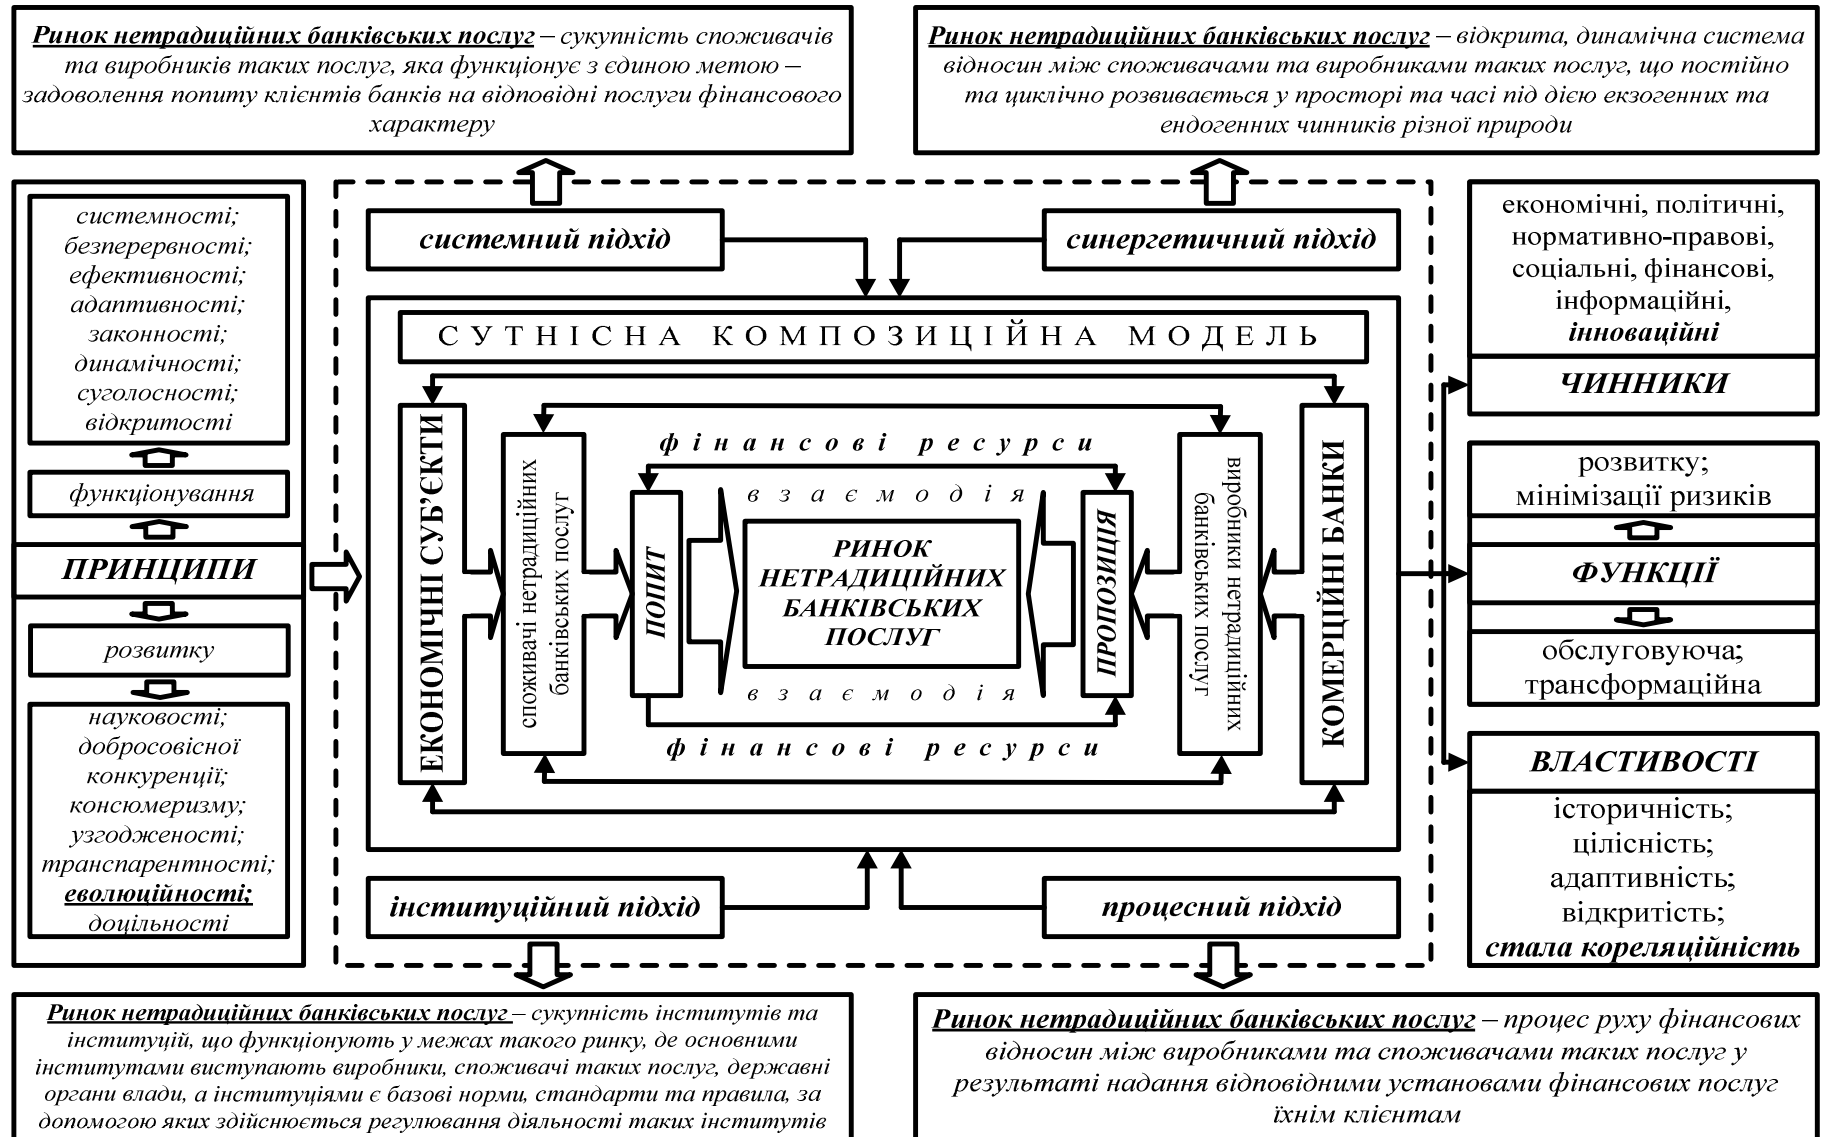 Ринок нетрадиційних банківських послуг – сукупність споживачів
та виробників таких послуг, яка функціонує з єдиною метою –
задоволення попиту клієнтів банків на відповідні послуги фінансового
характеру
Ринок нетрадиційних банківських послуг – відкрита, динамічна система
відносин між споживачами та виробниками таких послуг, що постійно
та циклічно розвивається у просторі та часі під дією екзогенних та
ендогенних чинників різної природи
системності;
безперервності;
ефективності;
адаптивності;
законності;
динамічності;
суголосності;
відкритості
функціонування
ПРИНЦИПИ
розвитку
науковості;
добросовісної
конкуренції;
консюмеризму;
узгодженості;
транспарентності;
еволюційності;
доцільності
системний підхід
синергетичний підхід
СУТНІСНА КОМПОЗИЦІЙНА МОДЕЛЬ
ЕКОНОМІЧНІ СУБ’ЄКТИ
споживачі нетрадиційних
банківських послуг
ПОПИТ
фінансові ресурси
взаємодія
РИНОК
НЕТРАДИЦІЙНИХ
БАНКІВСЬКИХ
ПОСЛУГ
взаємодія
фінансові ресурси
ПРОПОЗИЦІЯ
виробники нетрадиційних
банківських послуг
КОМЕРЦІЙНІ БАНКИ
інституційний підхід
процесний підхід
економічні, політичні,
нормативно-правові,
соціальні, фінансові,
інформаційні,
інноваційні
ЧИННИКИ
розвитку;
мінімізації ризиків
ФУНКЦІЇ
обслуговуюча;
трансформаційна
ВЛАСТИВОСТІ
історичність;
цілісність;
адаптивність;
відкритість;
стала кореляційність
Ринок нетрадиційних банківських послуг – сукупність інститутів та
інституцій, що функціонують у межах такого ринку, де основними
інститутами виступають виробники, споживачі таких послуг, державні
органи влади, а інституціями є базові норми, стандарти та правила, за
допомогою яких здійснюється регулювання діяльності таких інститутів
Ринок нетрадиційних банківських послуг – процес руху фінансових
відносин між виробниками та споживачами таких послуг у
результаті надання відповідними установами фінансових послуг
їхнім клієнтам